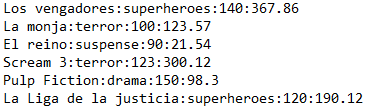 Los vengadores:superheroes:140:367.86
La monja:terror:100:123.57
El reino:suspense:90:21.54
Scream 3:terror:123:300.12
Pulp Fiction:drama:150:98.3
La Liga de la justicia:superheroes:120:190.12